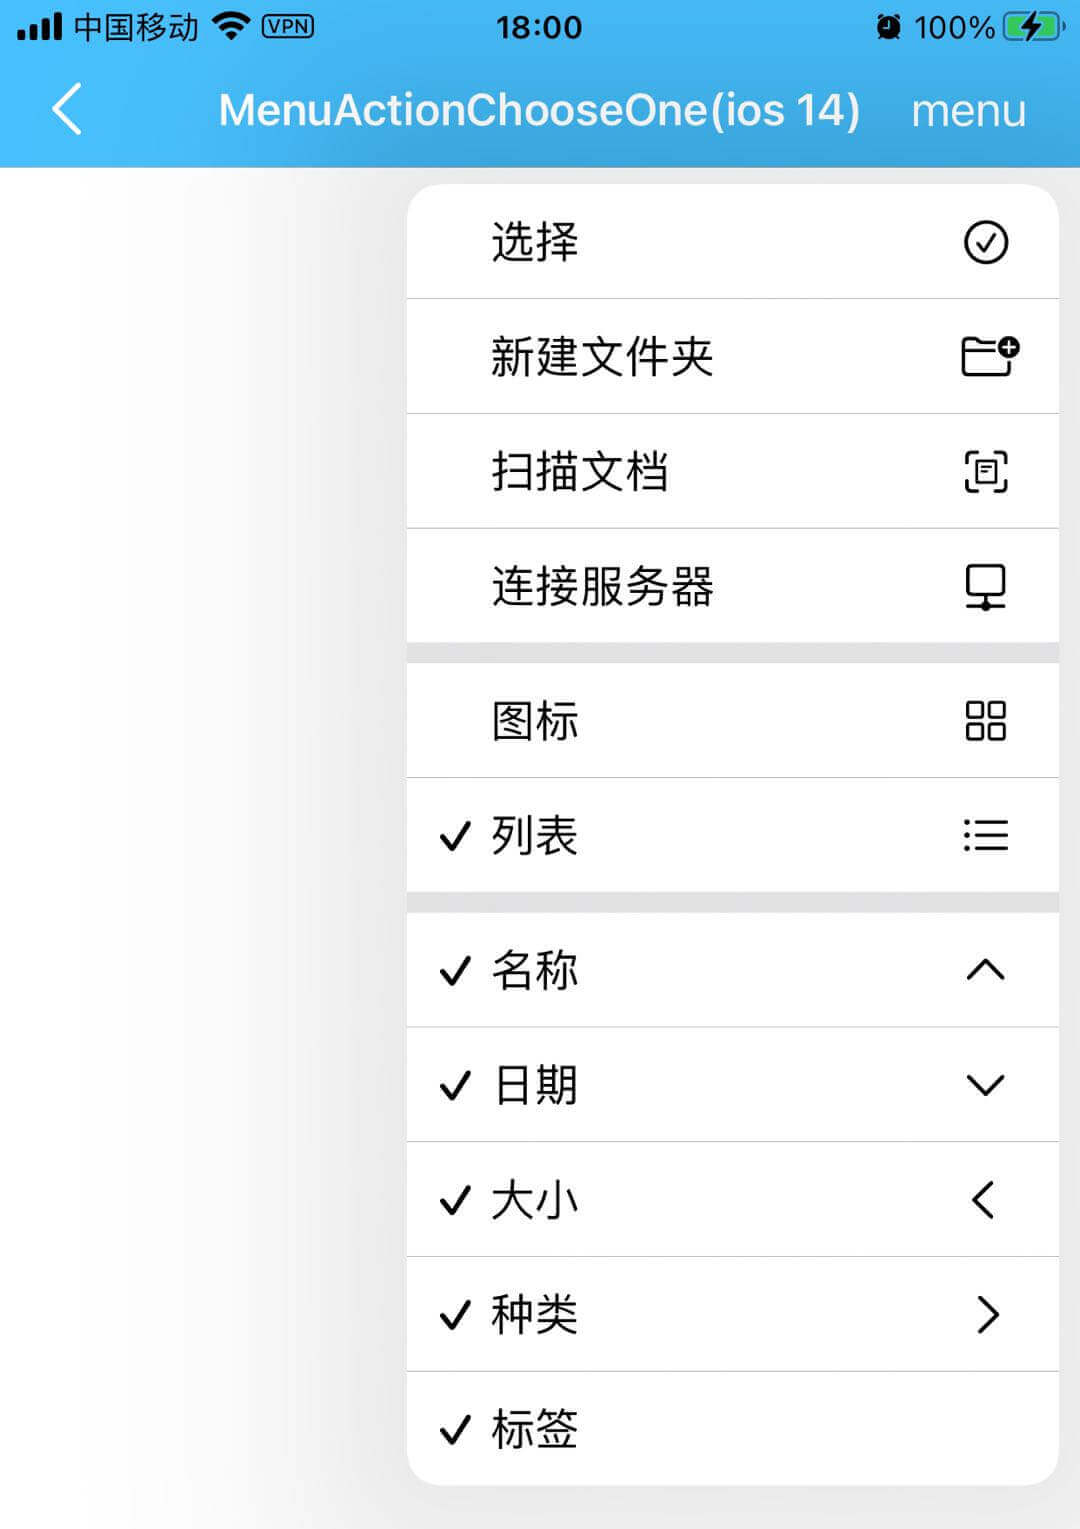 中国移动 VPN 18:00 100%
MenuActionChooseOne(ios 14) menu
选择
新建文件夹
扫描文档
连接服务器
图标
列表
名称
日期
大小
种类
标签